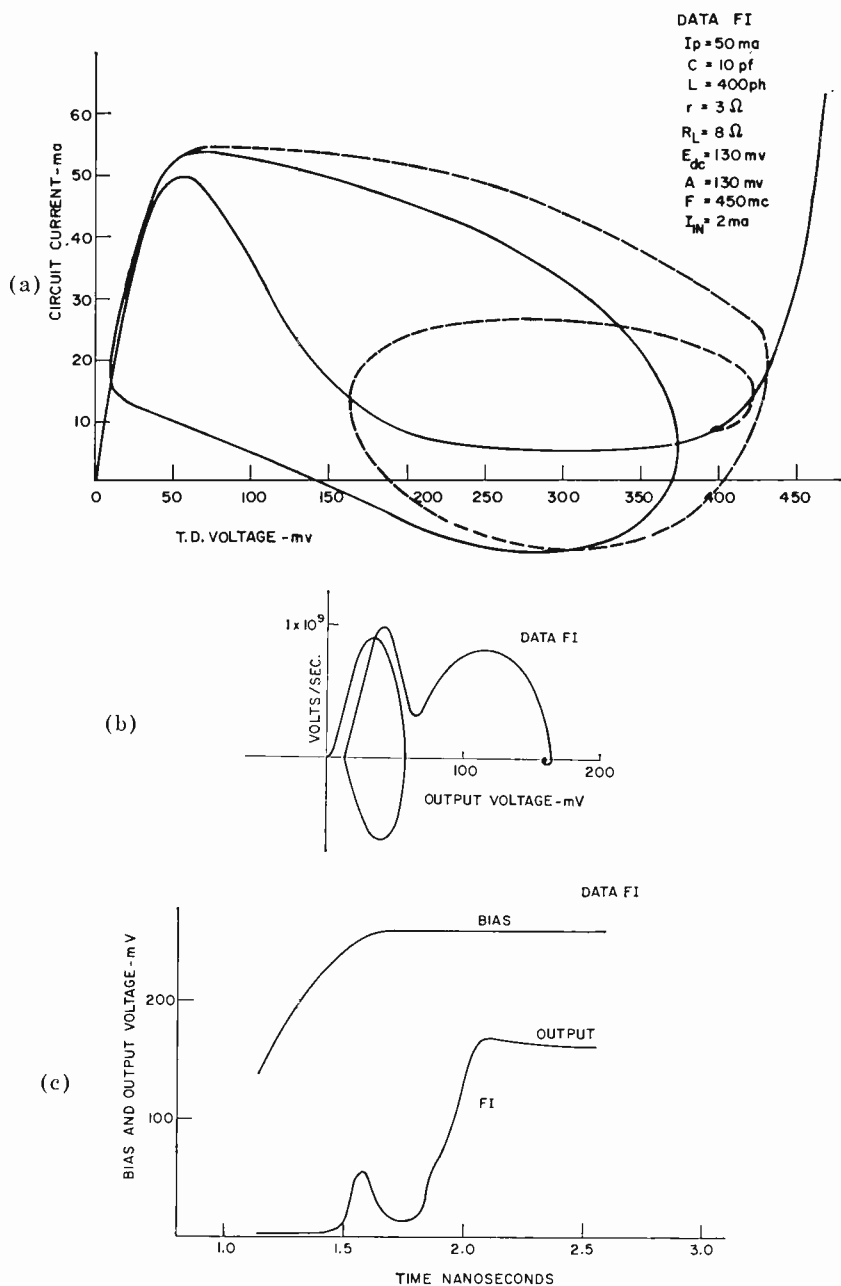 DATA FI
Ip = 50 ma
C = 10 pf
L = 400ph
r = 3 Ω
RL = 8 Ω
Edc = 130 mv
A = 130 mv
F = 450mc
IIN = 2 ma
(a)
CIRCUIT CURRENT-ma
60
50
.40
30
20
10
0
50
100
150
200
250
300
350
400
450
T.D. VOLTAGE -mv
(b)
VOLTS/SEC.
1 x 10⁹
DATA FI
100
200
OUTPUT VOLTAGE-mV
(c)
BIAS AND OUTPUT VOLTAGE-mV
DATA FI
BIAS
200
OUTPUT
FI
100
1.0
1.5
2.0
2.5
3.0
TIME NANOSECONDS